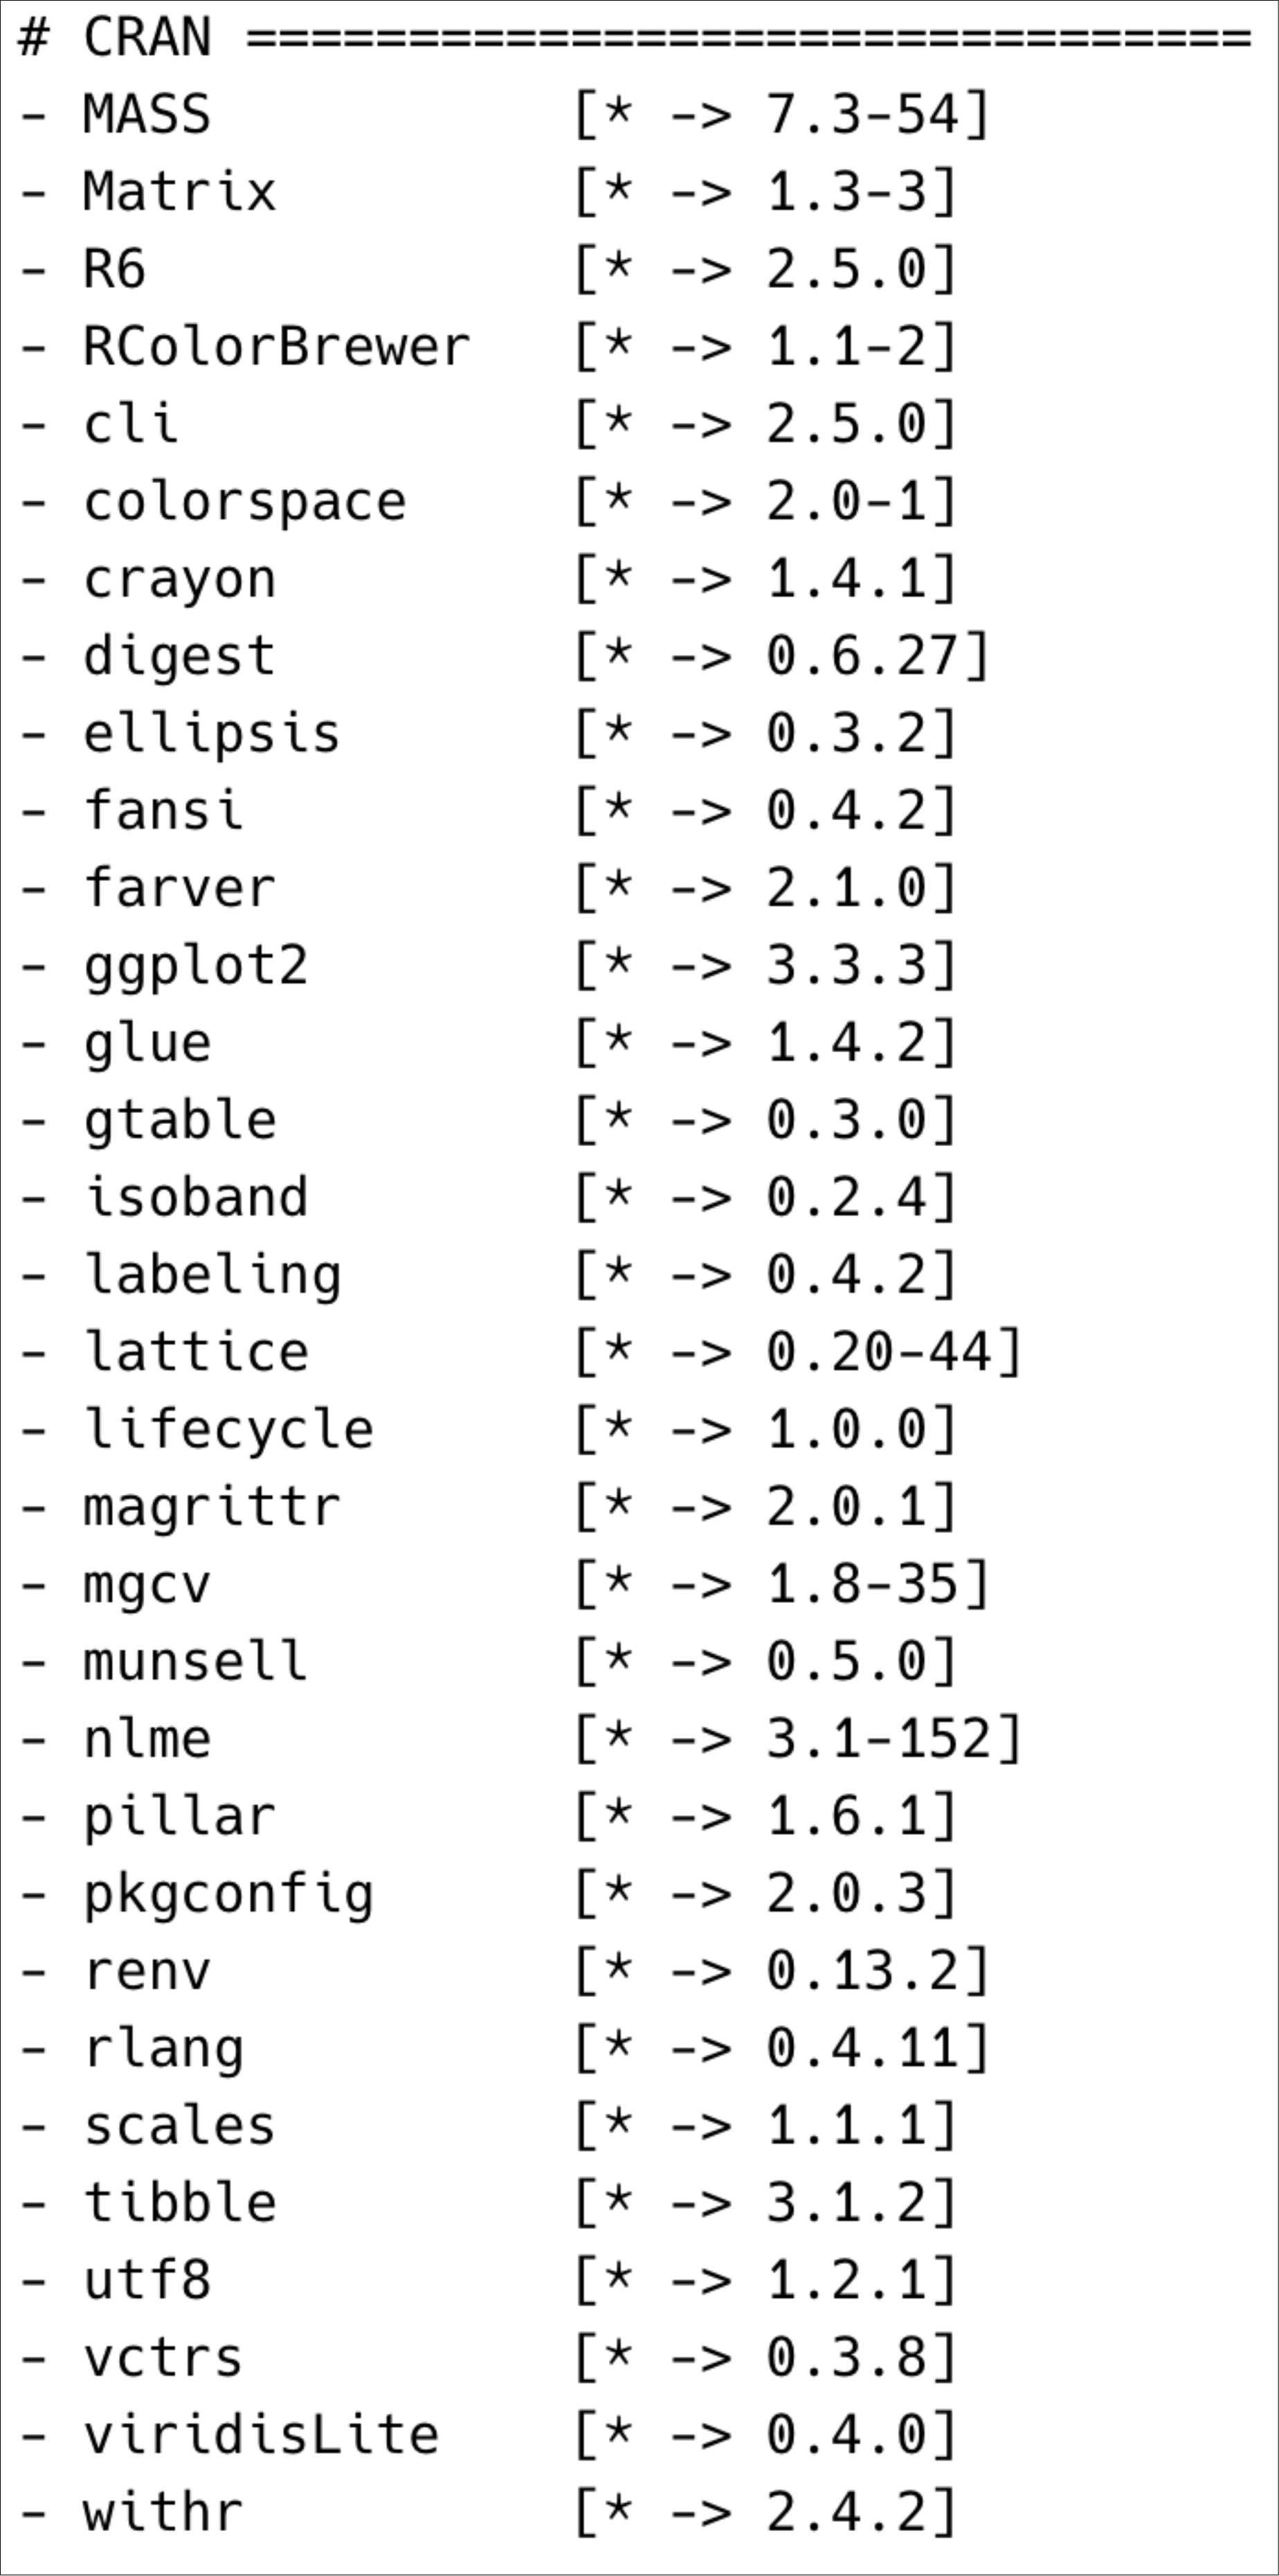 # CRAN ===============================
- MASS           [* -> 7.3-54]
- Matrix         [* -> 1.3-3]
- R6             [* -> 2.5.0]
- RColorBrewer   [* -> 1.1-2]
- cli            [* -> 2.5.0]
- colorspace     [* -> 2.0-1]
- crayon         [* -> 1.4.1]
- digest         [* -> 0.6.27]
- ellipsis       [* -> 0.3.2]
- fansi          [* -> 0.4.2]
- farver         [* -> 2.1.0]
- ggplot2        [* -> 3.3.3]
- glue           [* -> 1.4.2]
- gtable         [* -> 0.3.0]
- isoband        [* -> 0.2.4]
- labeling       [* -> 0.4.2]
- lattice        [* -> 0.20-44]
- lifecycle      [* -> 1.0.0]
- magrittr       [* -> 2.0.1]
- mgcv           [* -> 1.8-35]
- munsell        [* -> 0.5.0]
- nlme           [* -> 3.1-152]
- pillar         [* -> 1.6.1]
- pkgconfig      [* -> 2.0.3]
- renv           [* -> 0.13.2]
- rlang          [* -> 0.4.11]
- scales         [* -> 1.1.1]
- tibble         [* -> 3.1.2]
- utf8           [* -> 1.2.1]
- vctrs          [* -> 0.3.8]
- viridisLite    [* -> 0.4.0]
- withr          [* -> 2.4.2]